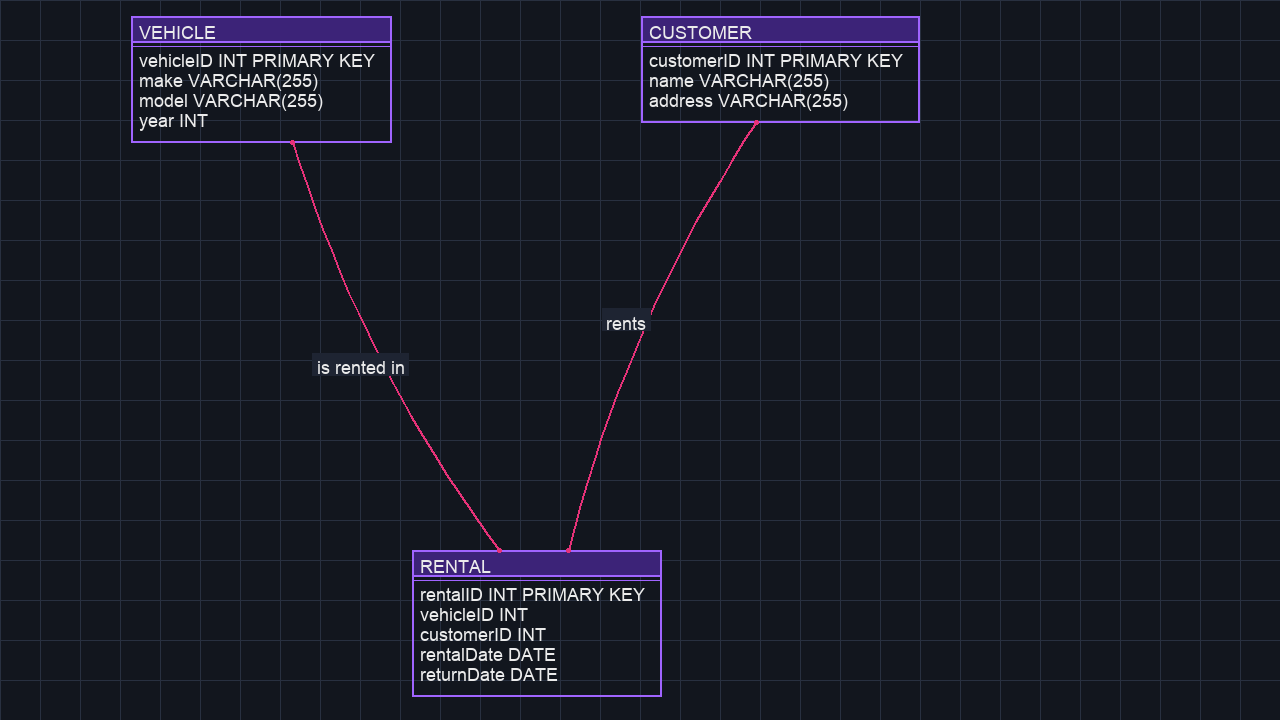 VEHICLE
vehicleID INT PRIMARY KEY
make VARCHAR(255)
model VARCHAR(255)
year INT
CUSTOMER
customerID INT PRIMARY KEY
name VARCHAR(255)
address VARCHAR(255)
rents
is rented in
RENTAL
rentalID INT PRIMARY KEY
vehicleID INT
customerID INT
rentalDate DATE
returnDate DATE